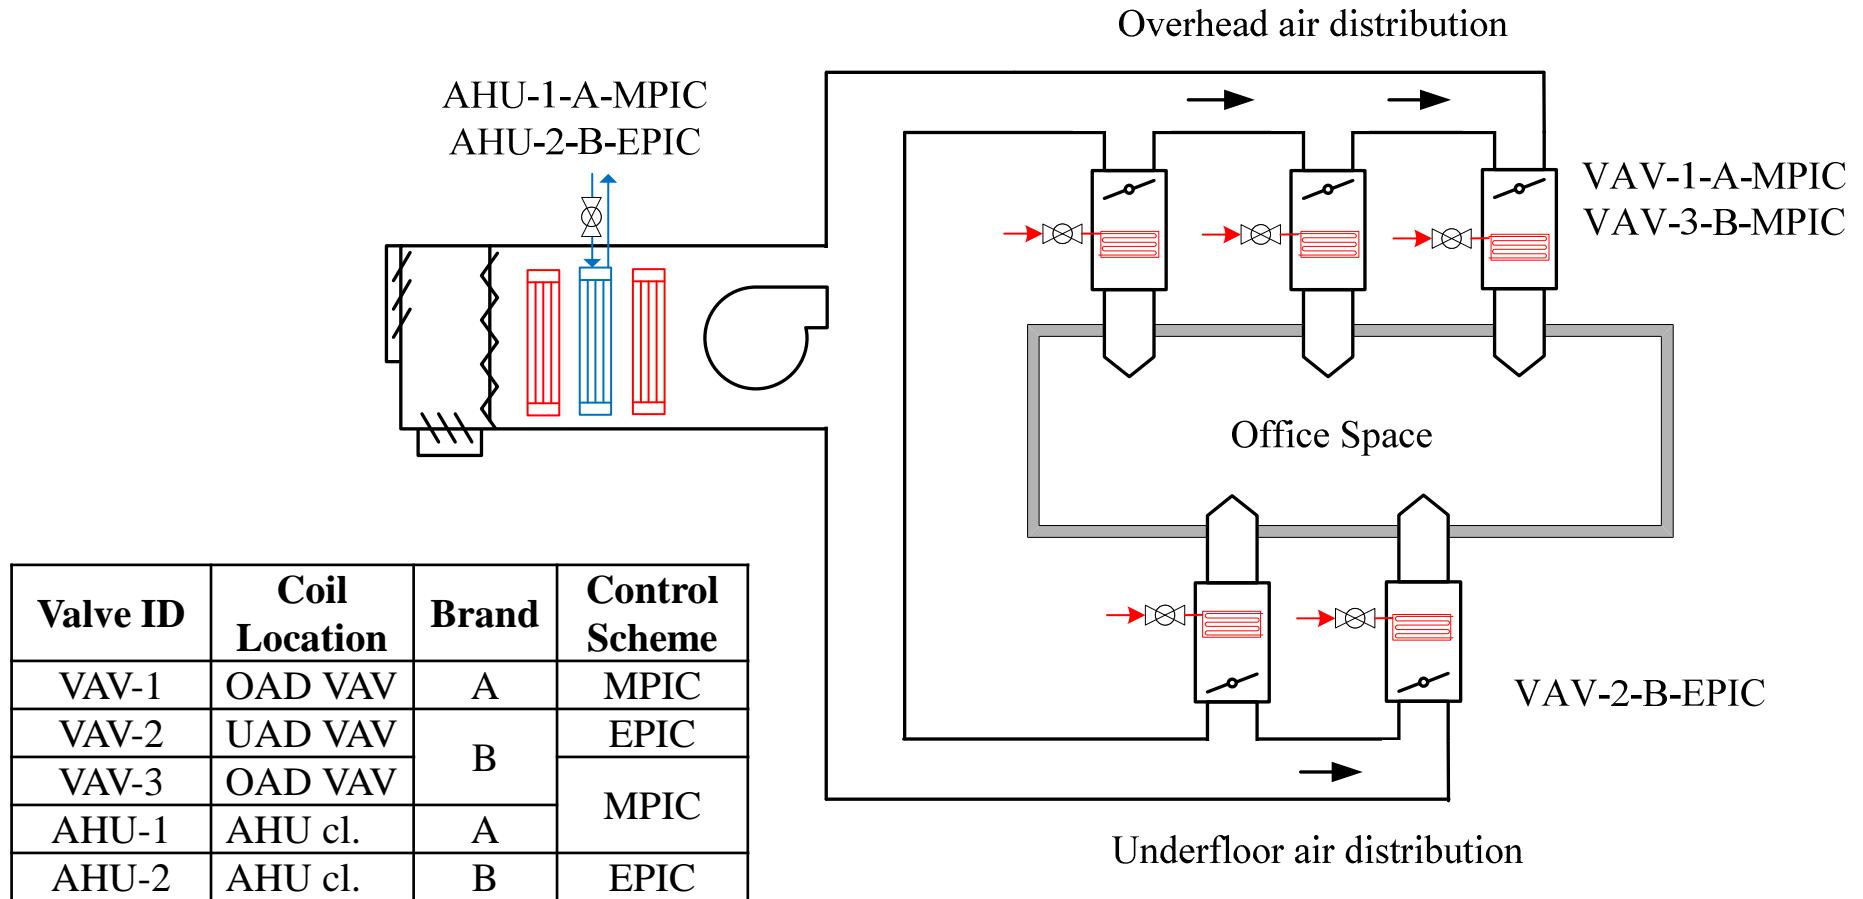 Overhead air distribution
AHU-1-A-MPIC
AHU-2-B-EPIC
VAV-1-A-MPIC
VAV-3-B-MPIC
Office Space
VAV-2-B-EPIC
Underfloor air distribution
Valve ID Coil Location Brand Control Scheme
VAV-1 OAD VAV A MPIC
VAV-2 UAD VAV B EPIC
VAV-3 OAD VAV MPIC
AHU-1 AHU cl. A
AHU-2 AHU cl. B EPIC